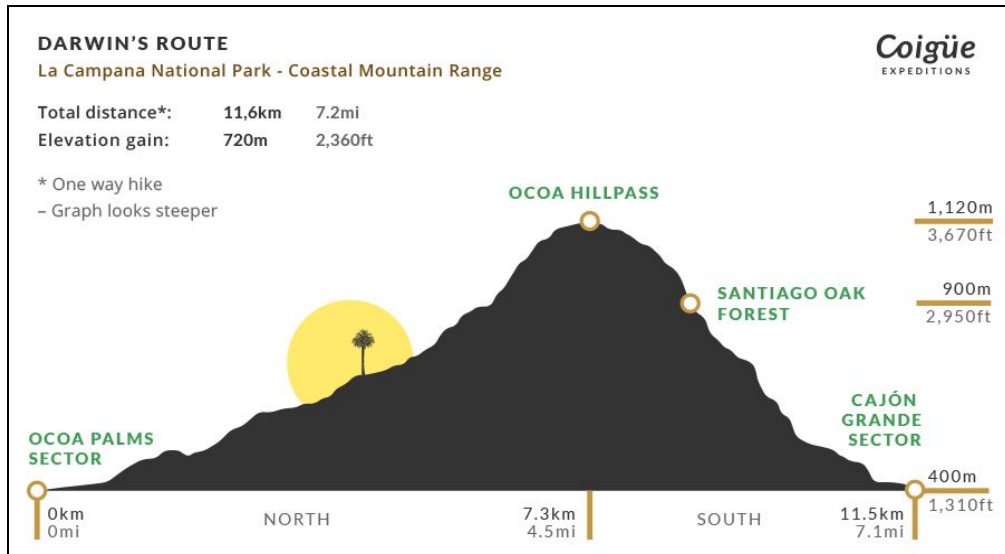 DARWIN'S ROUTE
La Campana National Park - Coastal Mountain Range
Coigüe
EXPEDITIONS
Total distance*: 11,6km 7.2mi
Elevation gain: 720m 2,360ft
* One way hike
– Graph looks steeper
OCOA HILLPASS
1,120m
3,670ft
SANTIAGO OAK
FOREST
900m
2,950ft
CAJÓN
GRANDE
SECTOR
OCOA PALMS
SECTOR
400m
1,310ft
0km
0mi
NORTH
7.3km
4.5mi
SOUTH
11.5km
7.1mi